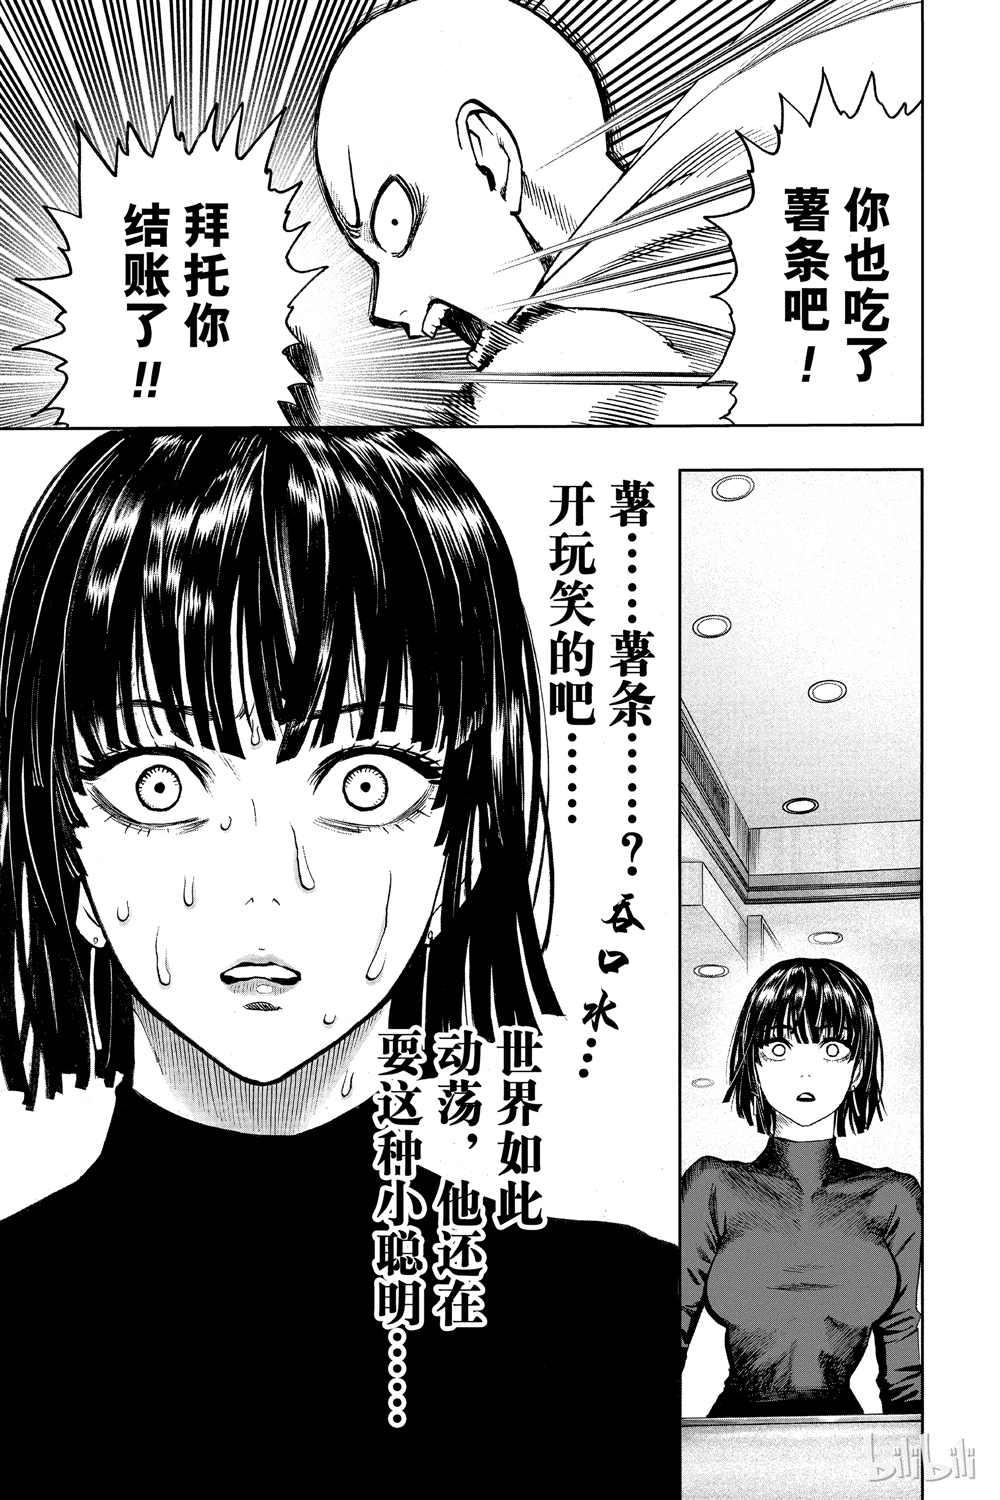 你也吃了
薯条吧！
拜托你
结账了!!
薯……薯条……？
开玩笑的吧……
吞口水…
世界如此
动荡，他还在
耍这种小聪明……
bilibili